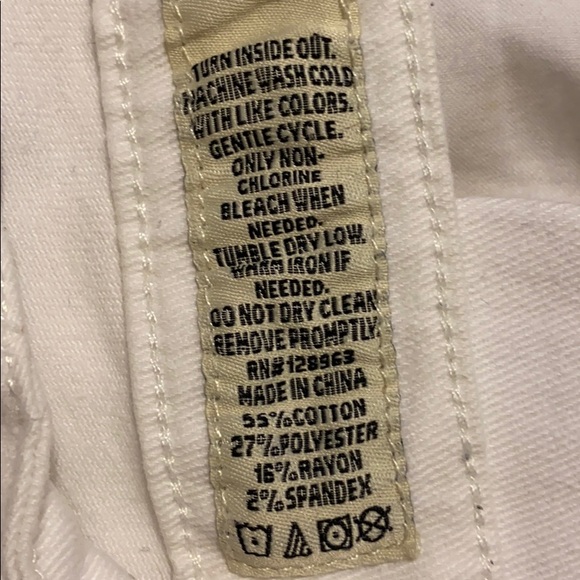 TURN INSIDE OUT.
MACHINE WASH COLD
WITH LIKE COLORS.
GENTLE CYCLE.
ONLY NON-
CHLORINE
BLEACH WHEN
NEEDED.
TUMBLE DRY LOW.
WARM IRON IF
NEEDED.
DO NOT DRY CLEAN
REMOVE PROMPTLY.
RN#128963
MADE IN CHINA
55%COTTON
27%POLYESTER
16%RAYON
2%SPANDEX